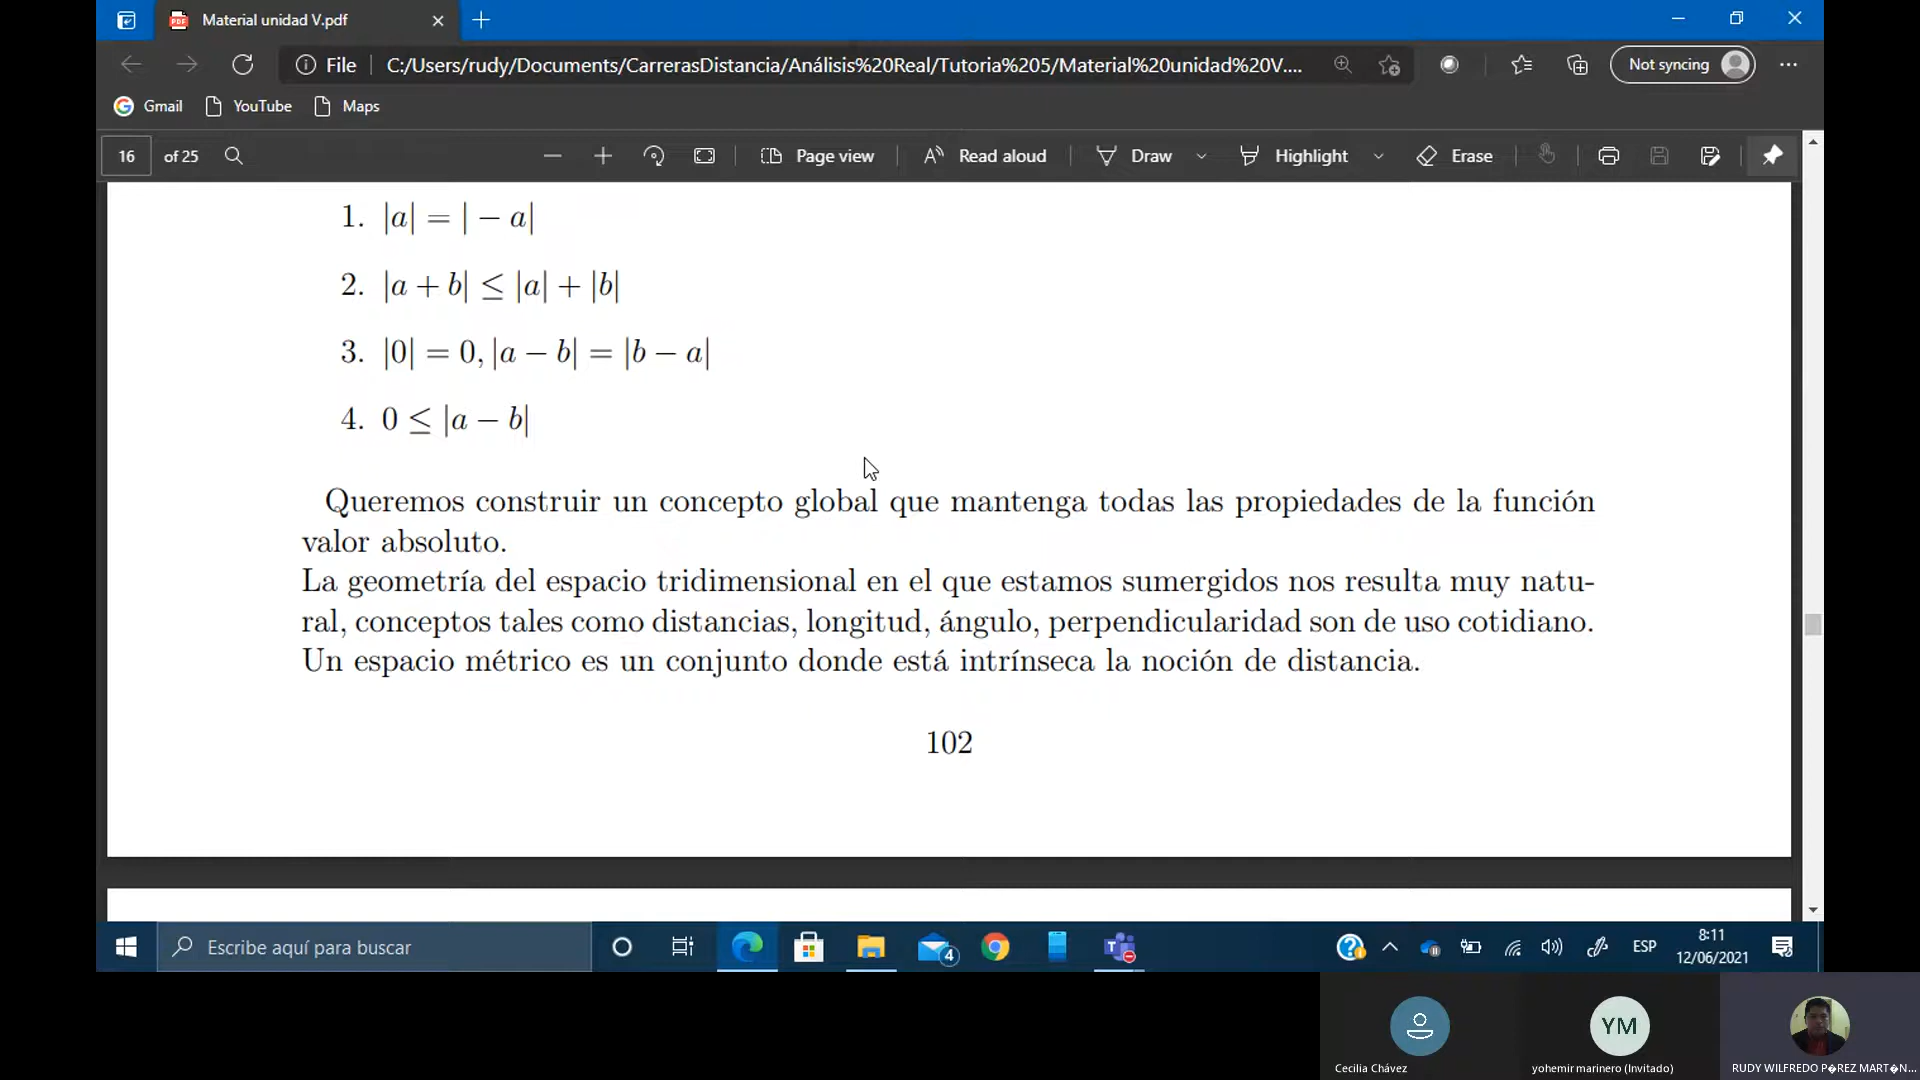 Material unidad V.pdf
File
C:/Users/rudy/Documents/CarrerasDistancia/Análisis%20Real/Tutoria%205/Material%20unidad%20V....
Not syncing
Gmail YouTube Maps
16 of 25 Page view Read aloud Draw Highlight Erase
1. |a| = | − a|
2. |a + b| ≤ |a| + |b|
3. |0| = 0, |a − b| = |b − a|
4. 0 ≤ |a − b|
Queremos construir un concepto global que mantenga todas las propiedades de la función
valor absoluto.
La geometría del espacio tridimensional en el que estamos sumergidos nos resulta muy natu-
ral, conceptos tales como distancias, longitud, ángulo, perpendicularidad son de uso cotidiano.
Un espacio métrico es un conjunto donde está intrínseca la noción de distancia.
102
Escribe aquí para buscar
4
ESP
8:11
12/06/2021
YM
Cecilia Chávez
yohemir marinero (Invitado)
RUDY WILFREDO P�REZ MART�N...